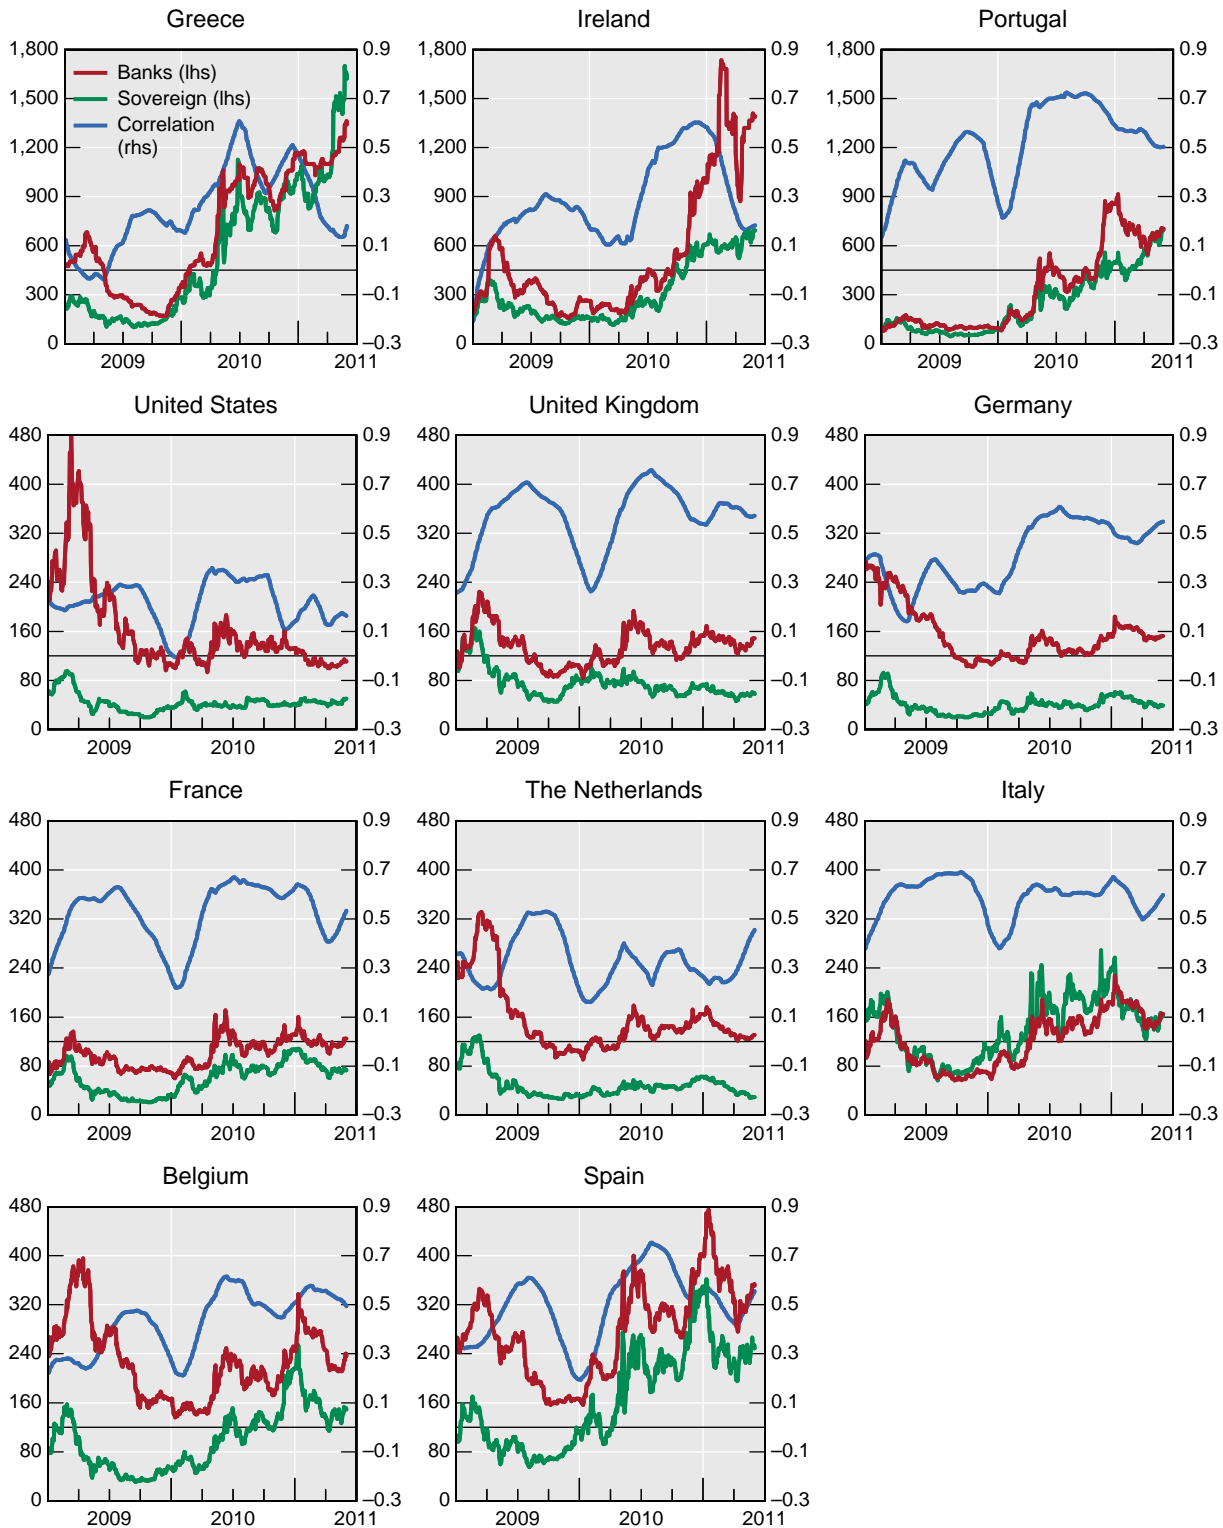 Greece
Ireland
Portugal
1,800 0.9 1,800 0.9 1,800 0.9
Banks (lhs)
Sovereign (lhs)
Correlation
(rhs)
1,500 0.7 1,500 0.7 1,500 0.7
1,200 0.5 1,200 0.5 1,200 0.5
900 0.3 900 0.3 900 0.3
600 0.1 600 0.1 600 0.1
300 –0.1 300 –0.1 300 –0.1
0 –0.3 0 –0.3 0 –0.3
2009 2010 2011 2009 2010 2011 2009 2010 2011
United States
United Kingdom
Germany
480 0.9 480 0.9 480 0.9
400 0.7 400 0.7 400 0.7
320 0.5 320 0.5 320 0.5
240 0.3 240 0.3 240 0.3
160 0.1 160 0.1 160 0.1
80 –0.1 80 –0.1 80 –0.1
0 –0.3 0 –0.3 0 –0.3
2009 2010 2011 2009 2010 2011 2009 2010 2011
France
The Netherlands
Italy
480 0.9 480 0.9 480 0.9
400 0.7 400 0.7 400 0.7
320 0.5 320 0.5 320 0.5
240 0.3 240 0.3 240 0.3
160 0.1 160 0.1 160 0.1
80 –0.1 80 –0.1 80 –0.1
0 –0.3 0 –0.3 0 –0.3
2009 2010 2011 2009 2010 2011 2009 2010 2011
Belgium
Spain
480 0.9 480 0.9
400 0.7 400 0.7
320 0.5 320 0.5
240 0.3 240 0.3
160 0.1 160 0.1
80 –0.1 80 –0.1
0 –0.3 0 –0.3
2009 2010 2011 2009 2010 2011